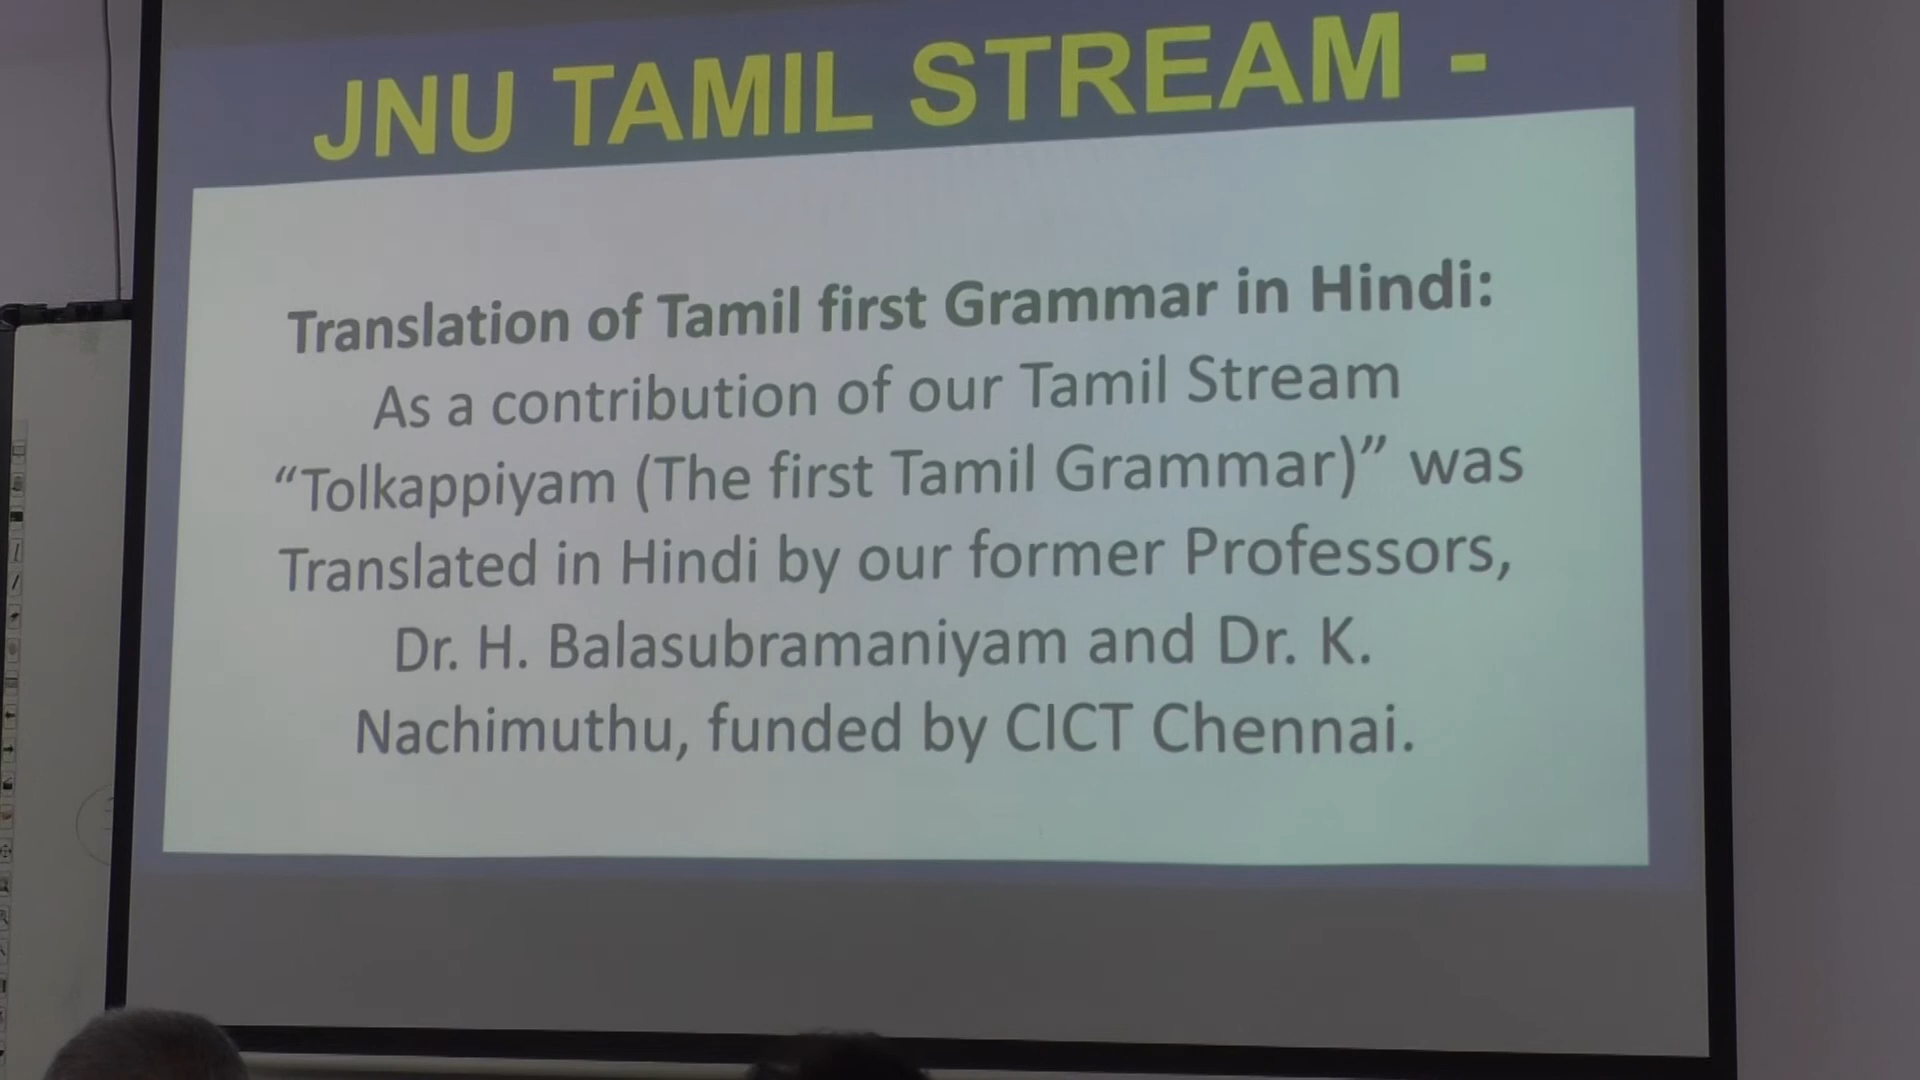 JNU TAMIL STREAM -
Translation of Tamil first Grammar in Hindi:
As a contribution of our Tamil Stream
“Tolkappiyam (The first Tamil Grammar)” was
Translated in Hindi by our former Professors,
Dr. H. Balasubramaniyam and Dr. K.
Nachimuthu, funded by CICT Chennai.